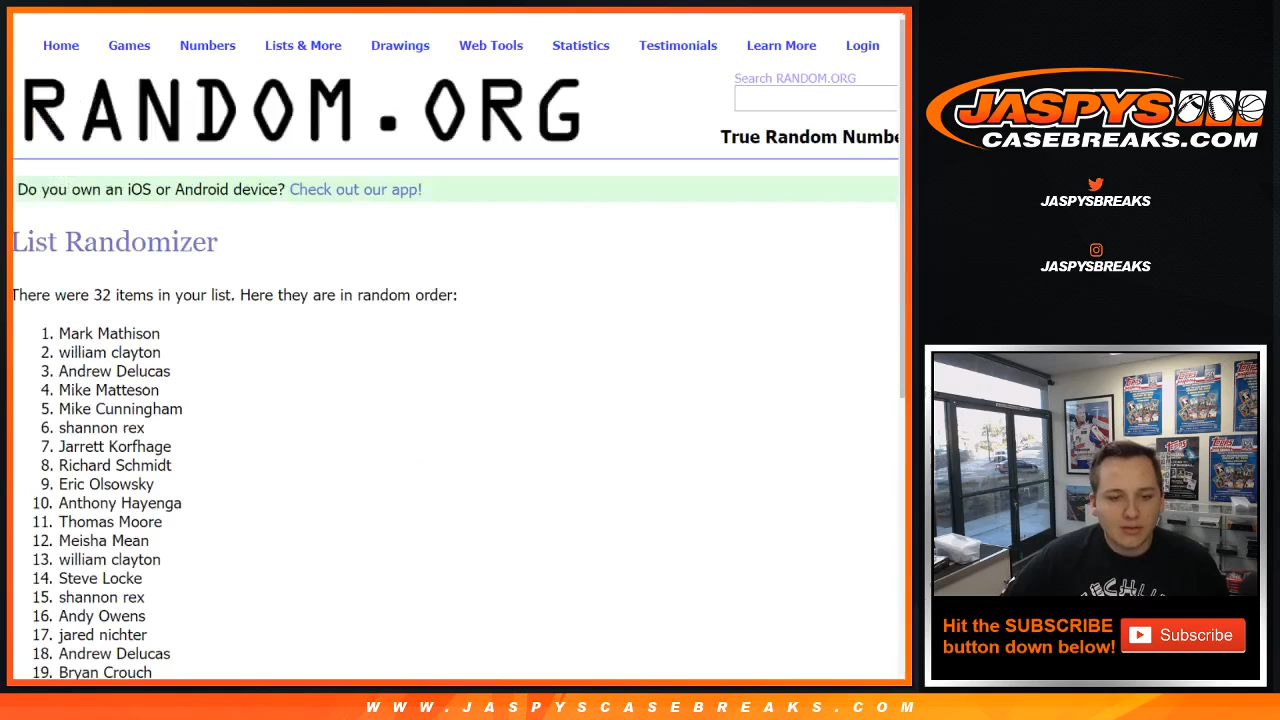 Home Games Numbers Lists & More Drawings Web Tools Statistics Testimonials Learn More Login
RANDOM.ORG
Search RANDOM.ORG
True Random Numbe
Do you own an iOS or Android device? Check out our app!
List Randomizer
There were 32 items in your list. Here they are in random order:
1. Mark Mathison
2. william clayton
3. Andrew Delucas
4. Mike Matteson
5. Mike Cunningham
6. shannon rex
7. Jarrett Korfhage
8. Richard Schmidt
9. Eric Olsowsky
10. Anthony Hayenga
11. Thomas Moore
12. Meisha Mean
13. william clayton
14. Steve Locke
15. shannon rex
16. Andy Owens
17. jared nichter
18. Andrew Delucas
19. Bryan Crouch
JASPYS
CASEBREAKS.COM
JASPYSBREAKS
JASPYSBREAKS
Topps
Topps
Topps
Hit the SUBSCRIBE
button down below!
Subscribe
WWW.JASPYSCASEBREAKS.COM